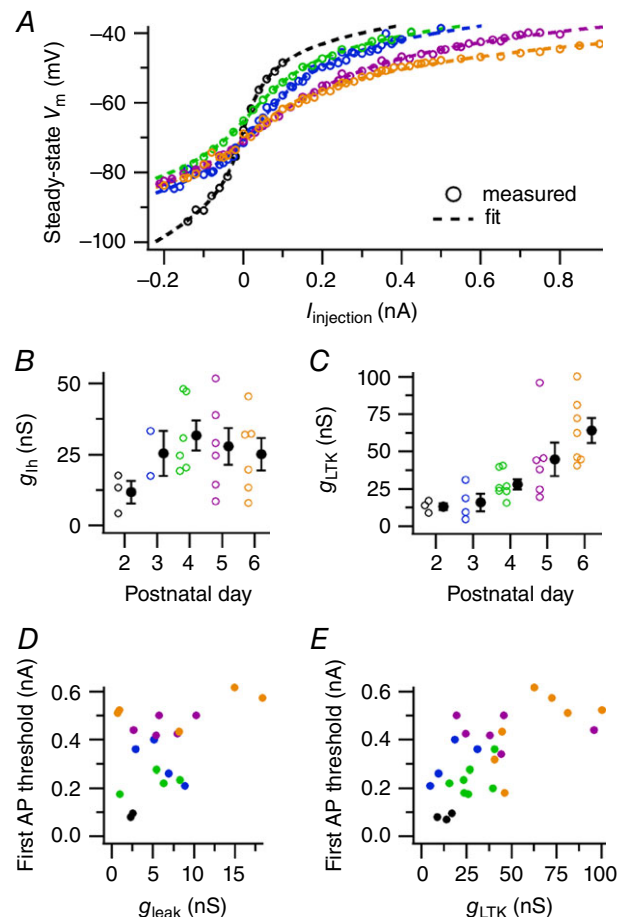 A
Steady-state Vm (mV)
−40
−60
−80
−100
measured
fit
−0.2
0
0.2
0.4
0.6
0.8
Iinjection (nA)
B
gIh (nS)
50
25
0
2 3 4 5 6
Postnatal day
C
gLTK (nS)
100
75
50
25
0
2 3 4 5 6
Postnatal day
D
First AP threshold (nA)
0.6
0.4
0.2
0.0
0 5 10 15
gleak (nS)
E
First AP threshold (nA)
0.6
0.4
0.2
0.0
0 25 50 75 100
gLTK (nS)